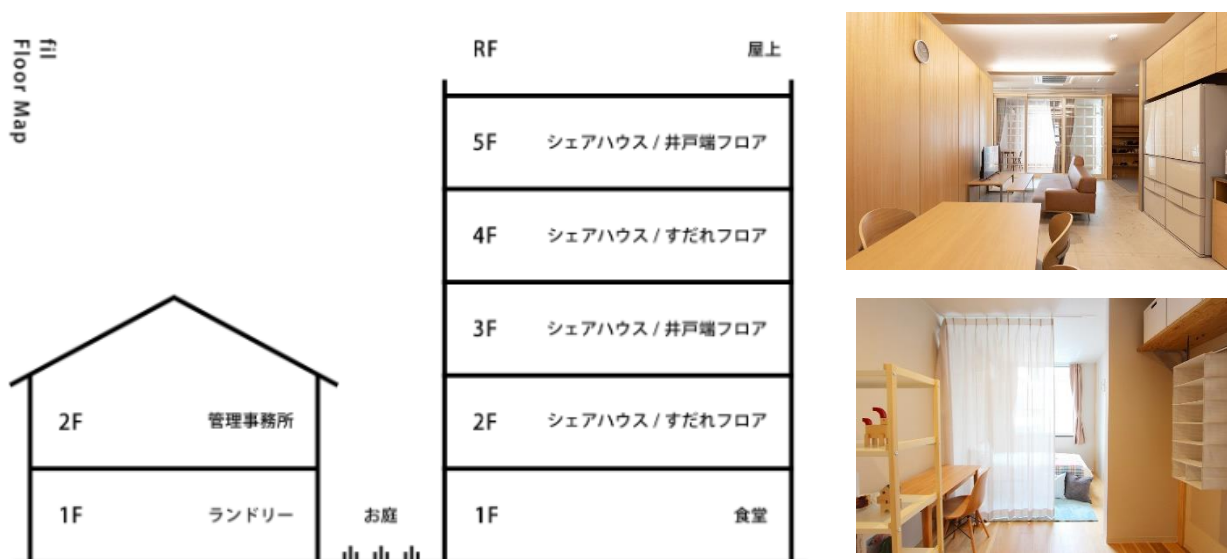 fil
Floor Map
RF 屋上
5F シェアハウス / 井戸端フロア
4F シェアハウス / すだれフロア
3F シェアハウス / 井戸端フロア
2F シェアハウス / すだれフロア
1F 食堂
2F 管理事務所
1F ランドリー
お庭